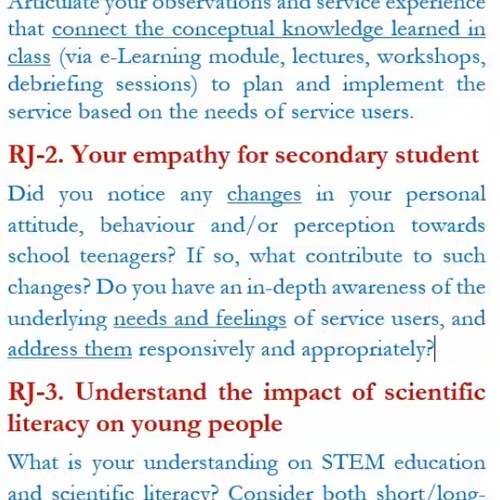 Articulate your observations and service experience
that connect the conceptual knowledge learned in
class (via e-Learning module, lectures, workshops,
debriefing sessions) to plan and implement the
service based on the needs of service users.
RJ-2. Your empathy for secondary student
Did you notice any changes in your personal
attitude, behaviour and/or perception towards
school teenagers? If so, what contribute to such
changes? Do you have an in-depth awareness of the
underlying needs and feelings of service users, and
address them responsively and appropriately?
RJ-3. Understand the impact of scientific
literacy on young people
What is your understanding on STEM education
and scientific literacy? Consider both short/long-